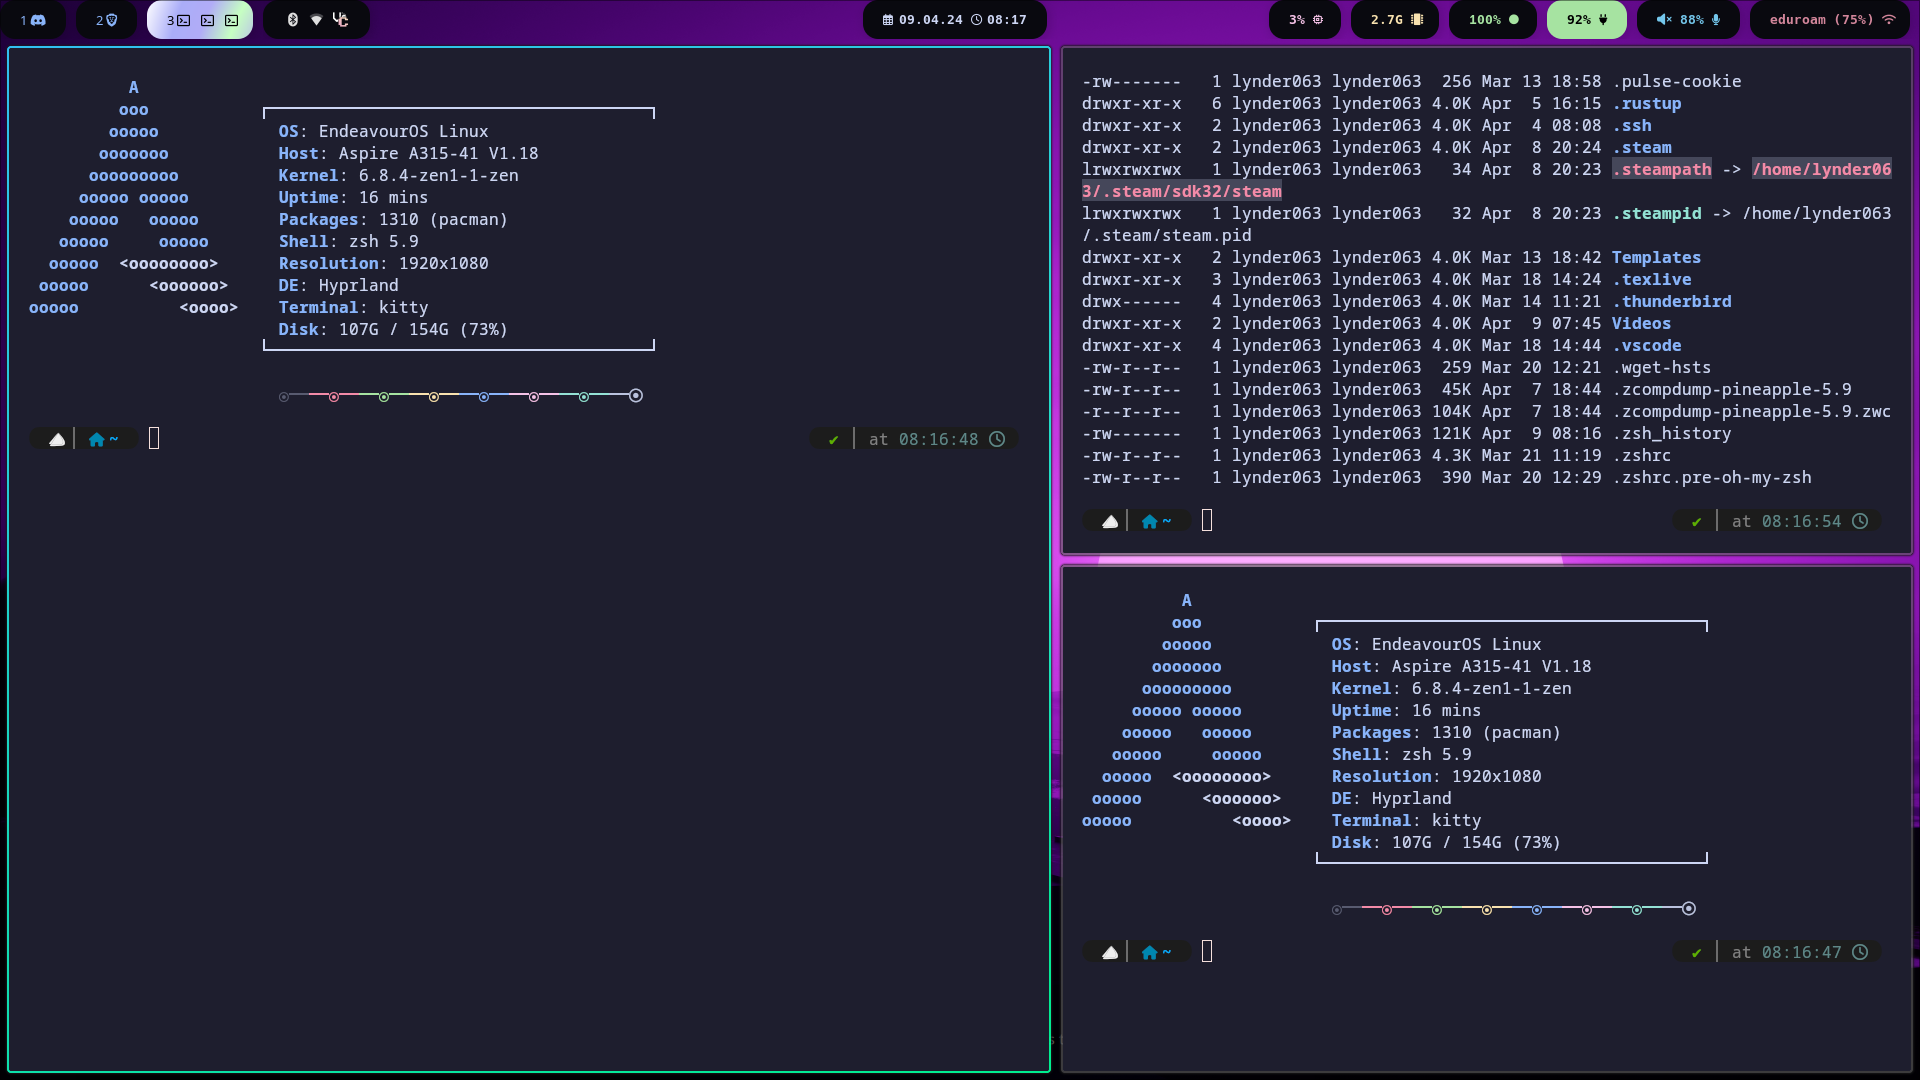 1
2
3
09.04.24 08:17
3%
2.7G
100%
92%
88%
eduroam (75%)
A
ooo
ooooo OS: EndeavourOS Linux
ooooooo Host: Aspire A315-41 V1.18
ooooooooo Kernel: 6.8.4-zen1-1-zen
ooooo ooooo Uptime: 16 mins
ooooo ooooo Packages: 1310 (pacman)
ooooo ooooo Shell: zsh 5.9
ooooo <oooooooo> Resolution: 1920x1080
ooooo <oooooo> DE: Hyprland
ooooo <oooo> Terminal: kitty
Disk: 107G / 154G (73%)
~ ✔ at 08:16:48
-rw------- 1 lynder063 lynder063 256 Mar 13 18:58 .pulse-cookie
drwxr-xr-x 6 lynder063 lynder063 4.0K Apr 5 16:15 .rustup
drwxr-xr-x 2 lynder063 lynder063 4.0K Apr 4 08:08 .ssh
drwxr-xr-x 2 lynder063 lynder063 4.0K Apr 8 20:24 .steam
lrwxrwxrwx 1 lynder063 lynder063 34 Apr 8 20:23 .steampath -> /home/lynder06
3/.steam/sdk32/steam
lrwxrwxrwx 1 lynder063 lynder063 32 Apr 8 20:23 .steampid -> /home/lynder063
/.steam/steam.pid
drwxr-xr-x 2 lynder063 lynder063 4.0K Mar 13 18:42 Templates
drwxr-xr-x 3 lynder063 lynder063 4.0K Mar 18 14:24 .texlive
drwx------ 4 lynder063 lynder063 4.0K Mar 14 11:21 .thunderbird
drwxr-xr-x 2 lynder063 lynder063 4.0K Apr 9 07:45 Videos
drwxr-xr-x 4 lynder063 lynder063 4.0K Mar 18 14:44 .vscode
-rw-r--r-- 1 lynder063 lynder063 259 Mar 20 12:21 .wget-hsts
-rw-r--r-- 1 lynder063 lynder063 45K Apr 7 18:44 .zcompdump-pineapple-5.9
-r--r--r-- 1 lynder063 lynder063 104K Apr 7 18:44 .zcompdump-pineapple-5.9.zwc
-rw------- 1 lynder063 lynder063 121K Apr 9 08:16 .zsh_history
-rw-r--r-- 1 lynder063 lynder063 4.3K Mar 21 11:19 .zshrc
-rw-r--r-- 1 lynder063 lynder063 390 Mar 20 12:29 .zshrc.pre-oh-my-zsh
~ ✔ at 08:16:54
A
ooo
ooooo OS: EndeavourOS Linux
ooooooo Host: Aspire A315-41 V1.18
ooooooooo Kernel: 6.8.4-zen1-1-zen
ooooo ooooo Uptime: 16 mins
ooooo ooooo Packages: 1310 (pacman)
ooooo ooooo Shell: zsh 5.9
ooooo <oooooooo> Resolution: 1920x1080
ooooo <oooooo> DE: Hyprland
ooooo <oooo> Terminal: kitty
Disk: 107G / 154G (73%)
~ ✔ at 08:16:47